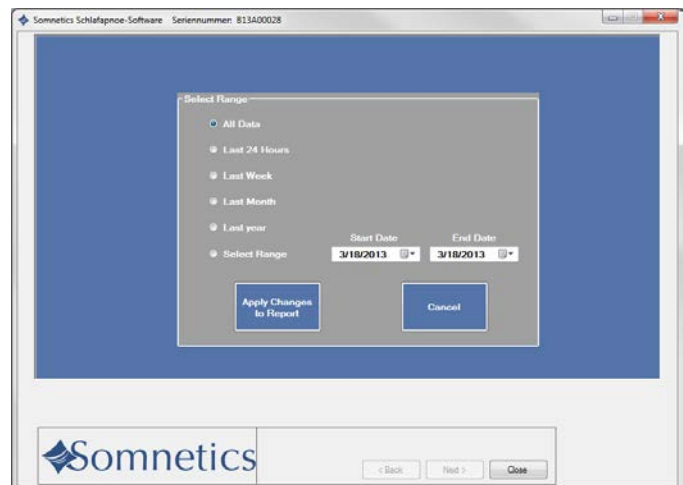 Somnetics Schlafapnoe-Software Seriennummer: 813A00028
Select Range
All Data
Last 24 Hours
Last Week
Last Month
Last year
Start Date End Date
Select Range 3/18/2013 3/18/2013
Apply Changes to Report
Cancel
Somnetics
< Back Next > Close